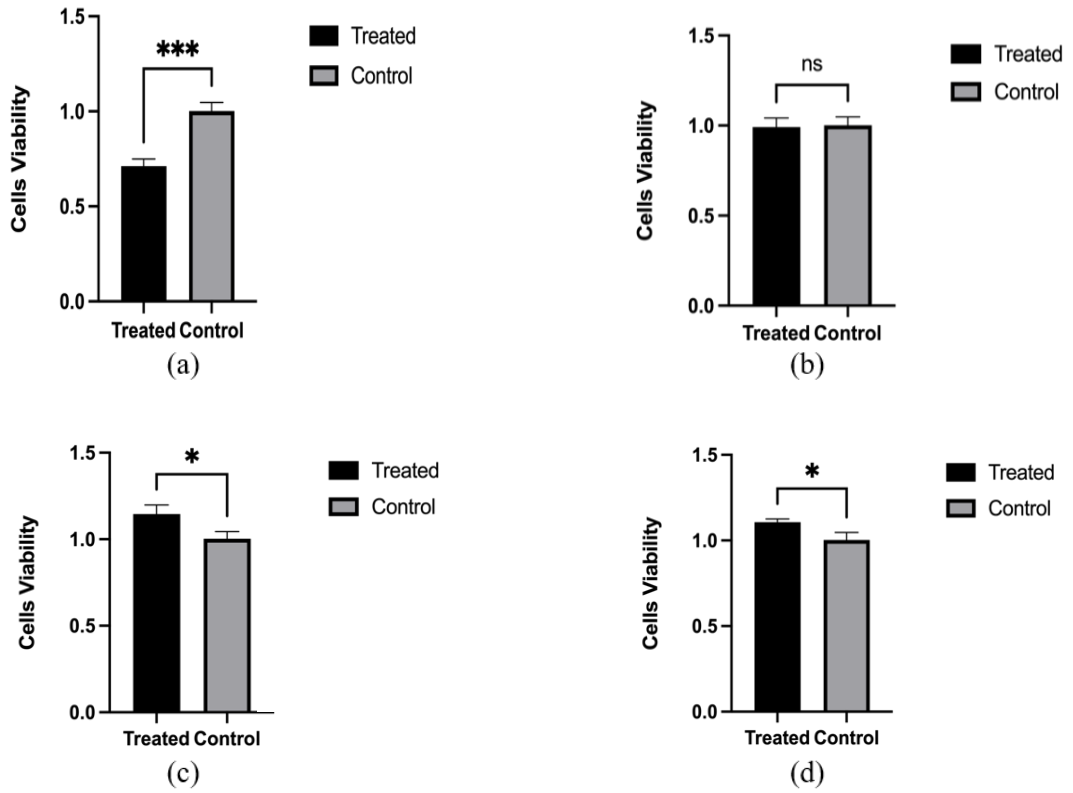 1.5
1.0
0.5
0.0
Cells Viability
***
Treated
Control
Treated Control
(a)
1.5
1.0
0.5
0.0
Cells Viability
ns
Treated
Control
Treated Control
(b)
1.5
1.0
0.5
0.0
Cells Viability
*
Treated
Control
Treated Control
(c)
1.5
1.0
0.5
0.0
Cells Viability
*
Treated
Control
Treated Control
(d)